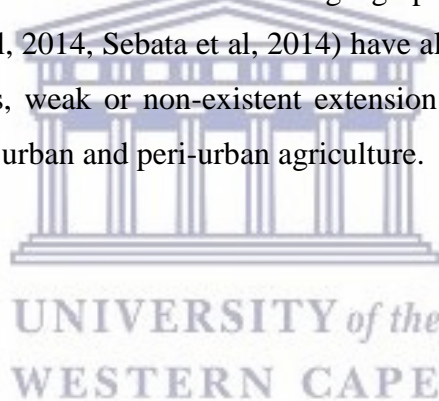 l, 2014, Sebata et al, 2014) have al
s, weak or non-existent extension
urban and peri-urban agriculture.
UNIVERSITY of the
WESTERN CAPE